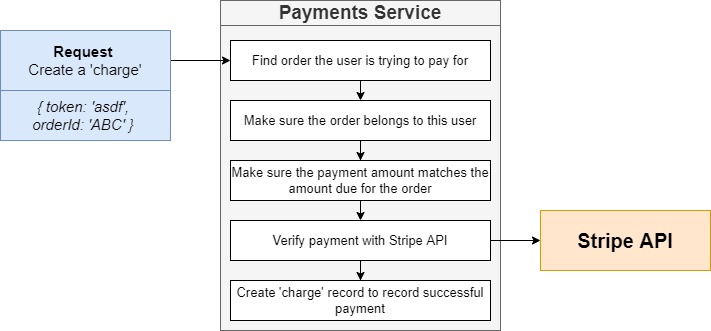 Payments Service
Request
Create a 'charge'
{ token: 'asdf',
orderId: 'ABC' }
Find order the user is trying to pay for
Make sure the order belongs to this user
Make sure the payment amount matches the
amount due for the order
Verify payment with Stripe API
Stripe API
Create 'charge' record to record successful
payment